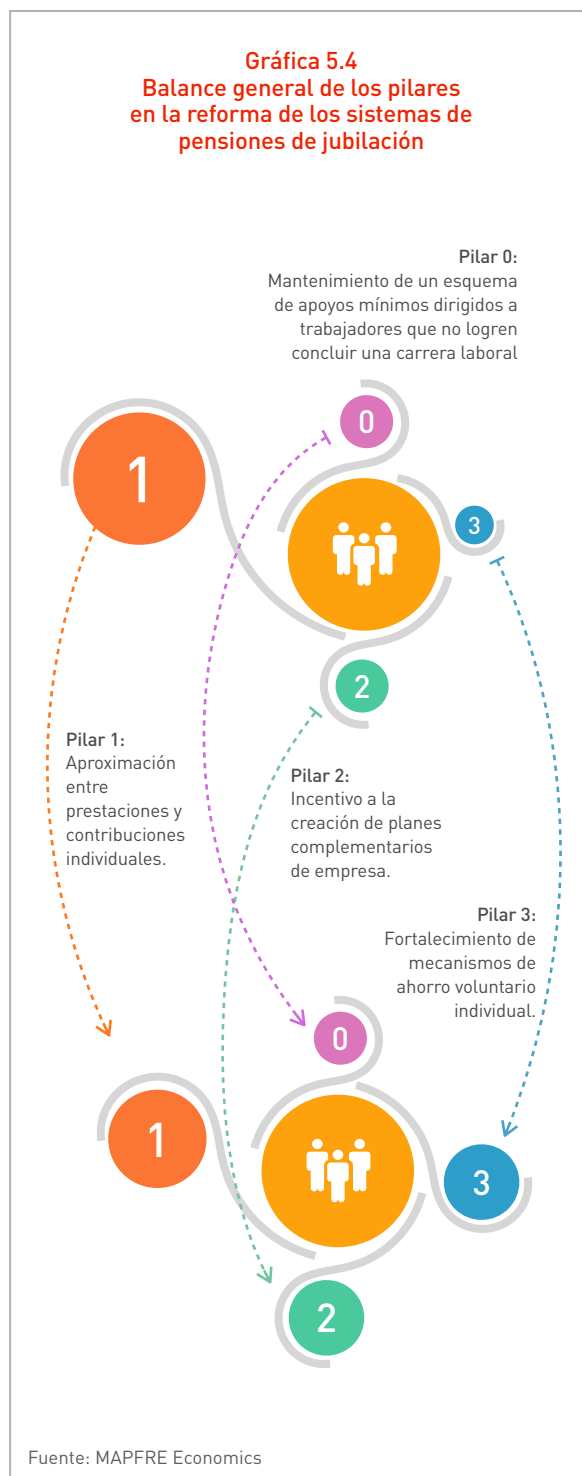 Gráfica 5.4
Balance general de los pilares
en la reforma de los sistemas de
pensiones de jubilación
Pilar 0:
Mantenimiento de un esquema
de apoyos mínimos dirigidos a
trabajadores que no logren
concluir una carrera laboral
0
1
3
2
Pilar 1:
Aproximación
entre
prestaciones y
contribuciones
individuales.
Pilar 2:
Incentivo a la
creación de planes
complementarios
de empresa.
Pilar 3:
Fortalecimiento de
mecanismos de
ahorro voluntario
individual.
0
1
3
2
Fuente: MAPFRE Economics